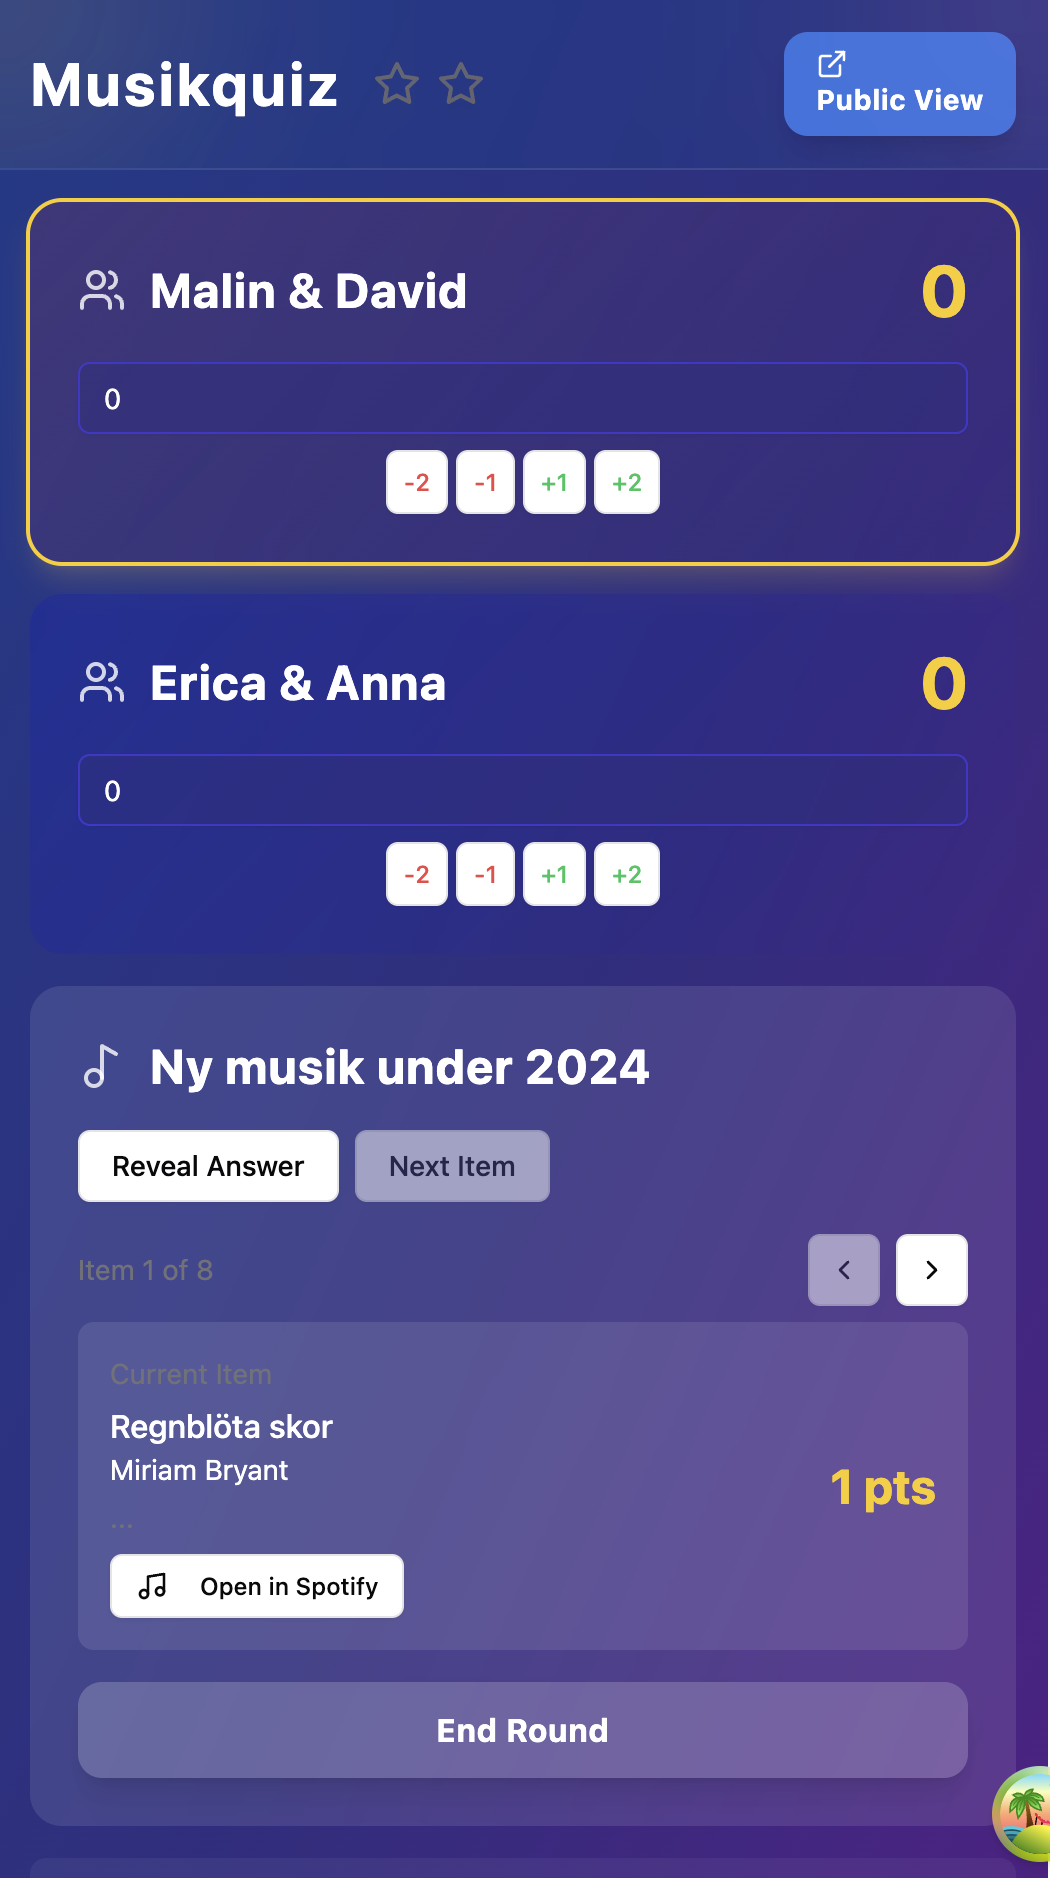 Musikquiz
Public View
Malin & David
0
0
-2 -1 +1 +2
Erica & Anna
0
0
-2 -1 +1 +2
Ny musik under 2024
Reveal Answer
Next Item
Item 1 of 8
Current Item
Regnblöta skor
Miriam Bryant
1 pts
...
Open in Spotify
End Round